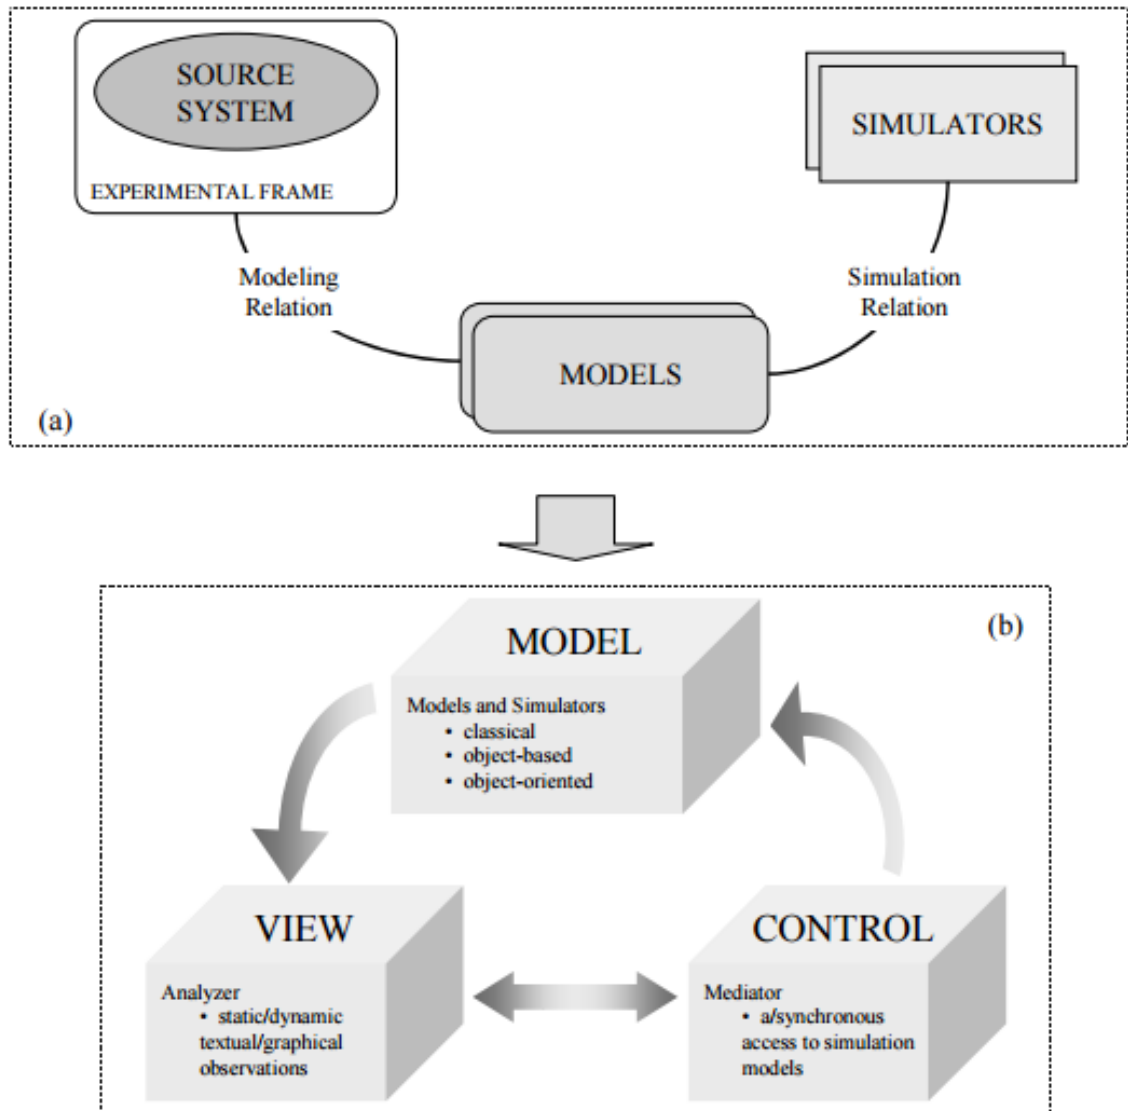 SOURCE
SYSTEM
EXPERIMENTAL FRAME
SIMULATORS
Modeling
Relation
Simulation
Relation
MODELS
(a)
(b)
MODEL
Models and Simulators
• classical
• object-based
• object-oriented
VIEW
Analyzer
• static/dynamic
textual/graphical
observations
CONTROL
Mediator
• a/synchronous
access to simulation
models